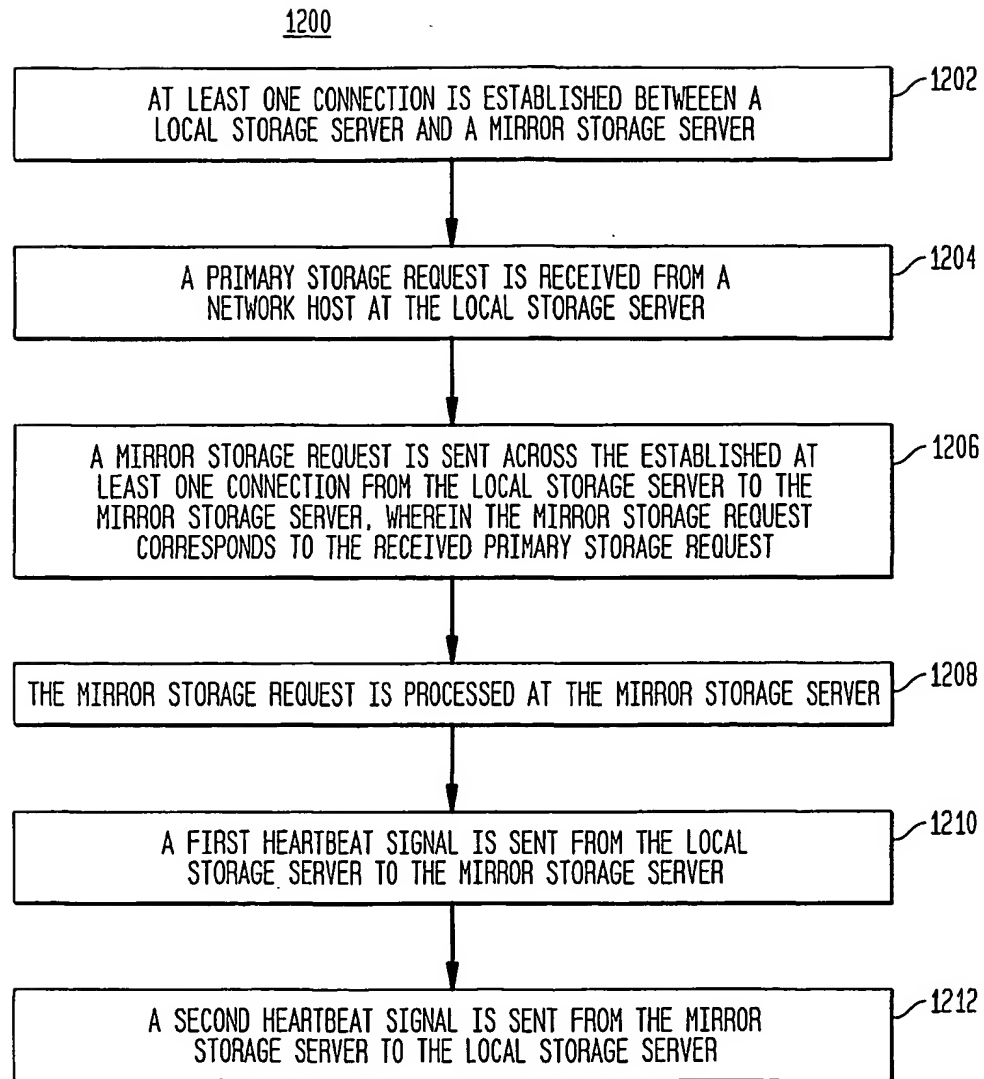 1200
1202
AT LEAST ONE CONNECTION IS ESTABLISHED BETWEEEN A
LOCAL STORAGE SERVER AND A MIRROR STORAGE SERVER
1204
A PRIMARY STORAGE REQUEST IS RECEIVED FROM A
NETWORK HOST AT THE LOCAL STORAGE SERVER
1206
A MIRROR STORAGE REQUEST IS SENT ACROSS THE ESTABLISHED AT
LEAST ONE CONNECTION FROM THE LOCAL STORAGE SERVER TO THE
MIRROR STORAGE SERVER, WHEREIN THE MIRROR STORAGE REQUEST
CORRESPONDS TO THE RECEIVED PRIMARY STORAGE REQUEST
1208
THE MIRROR STORAGE REQUEST IS PROCESSED AT THE MIRROR STORAGE SERVER
1210
A FIRST HEARTBEAT SIGNAL IS SENT FROM THE LOCAL
STORAGE SERVER TO THE MIRROR STORAGE SERVER
1212
A SECOND HEARTBEAT SIGNAL IS SENT FROM THE MIRROR
STORAGE SERVER TO THE LOCAL STORAGE SERVER